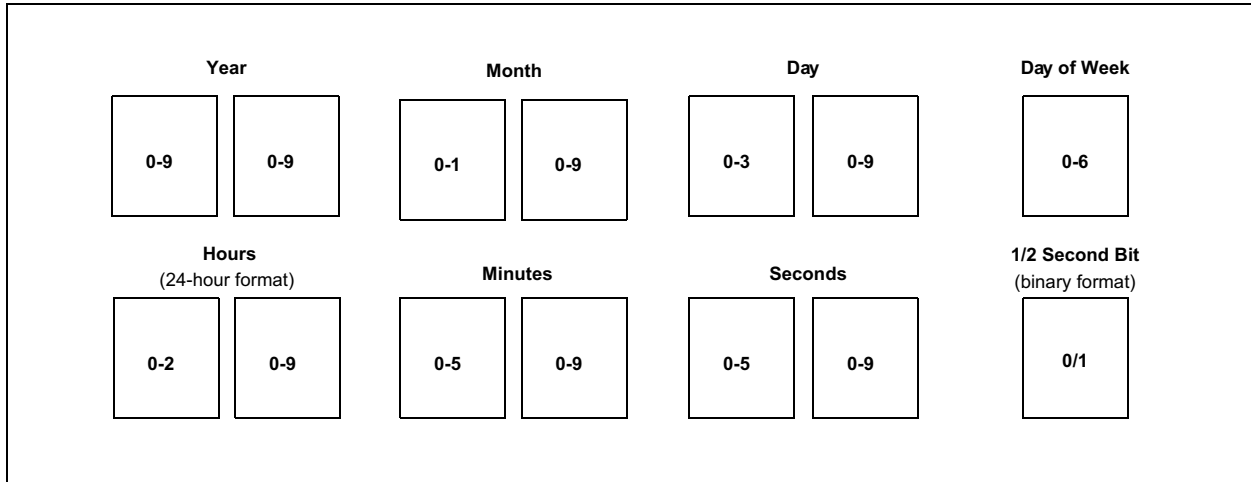 Year
Month
Day
Day of Week
0-9
0-9
0-1
0-9
0-3
0-9
0-6
Hours
(24-hour format)
Minutes
Seconds
1/2 Second Bit
(binary format)
0-2
0-9
0-5
0-9
0-5
0-9
0/1